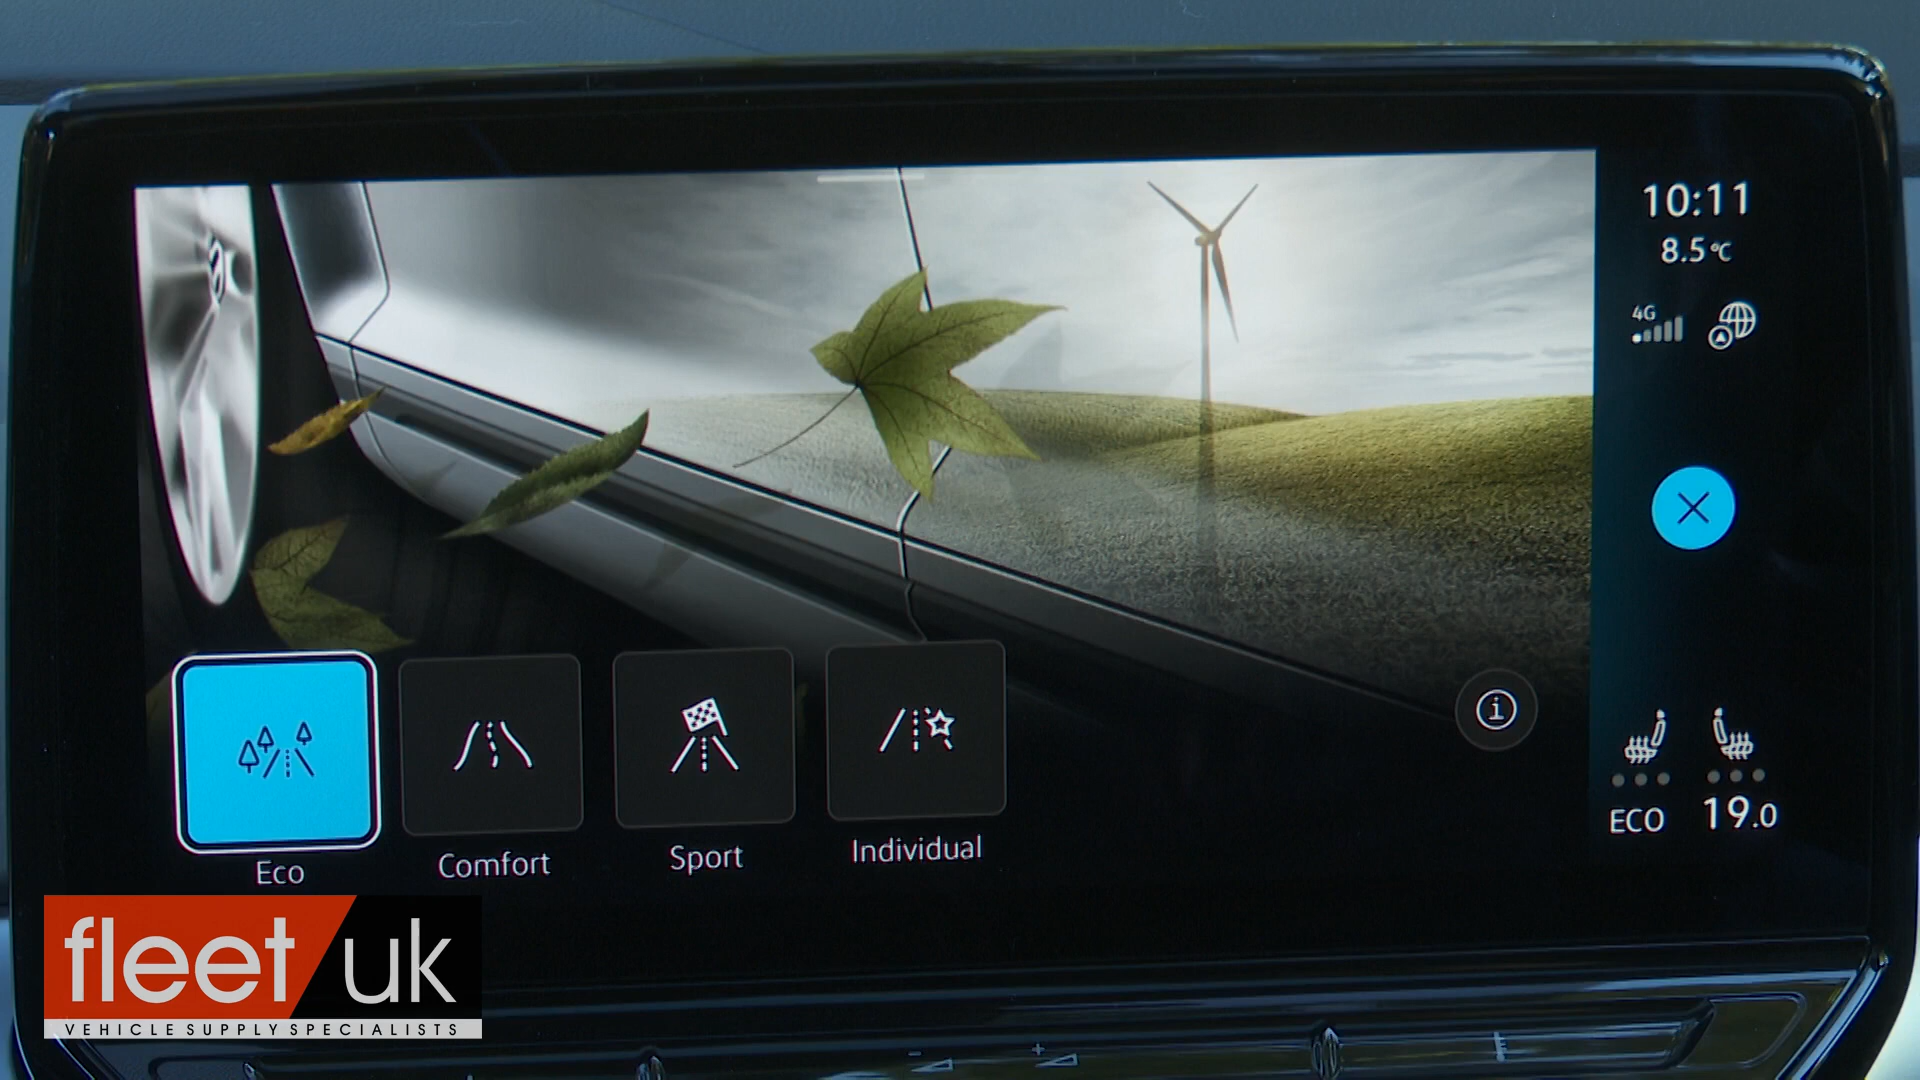 10:11
8.5°C
4G
i
Eco
Comfort
Sport
Individual
ECO
19.0
fleet uk
VEHICLE SUPPLY SPECIALISTS
- +